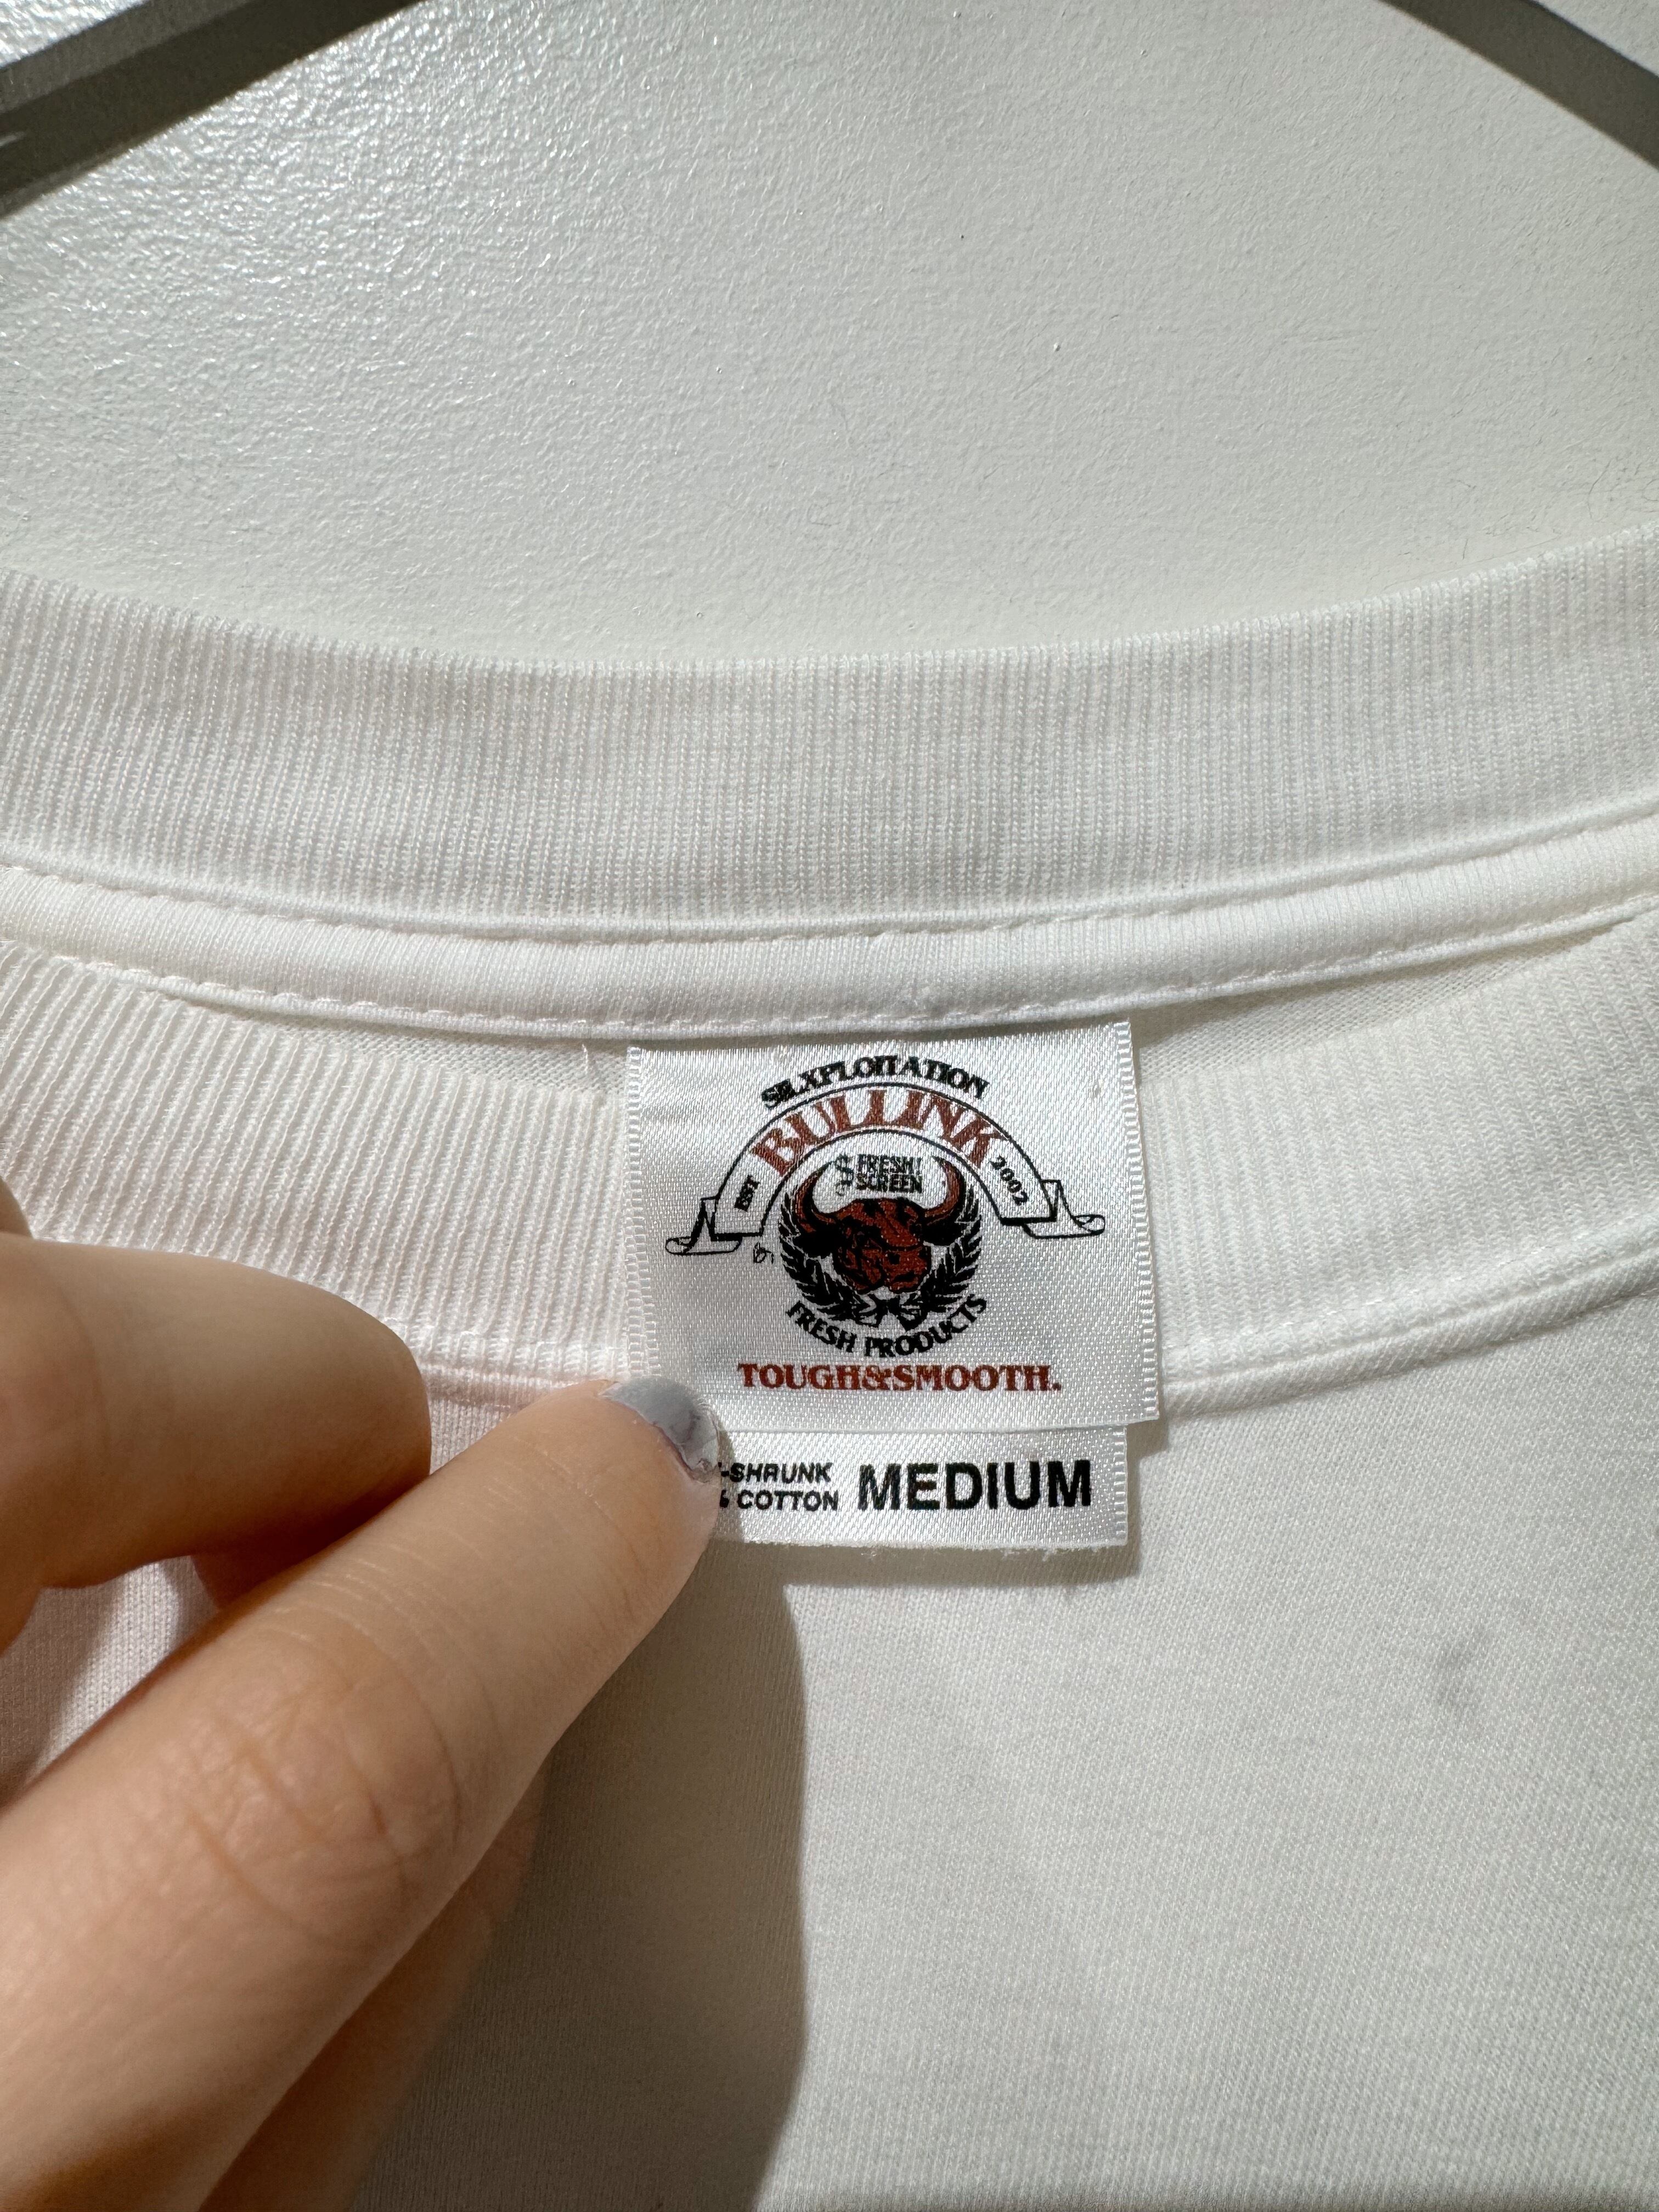 SILXPLOITATION
BULLINK
EST 2002
$ FRESH!
SCREEN
FRESH PRODUCTS
TOUGH&SMOOTH.
-SHRUNK
% COTTON
MEDIUM